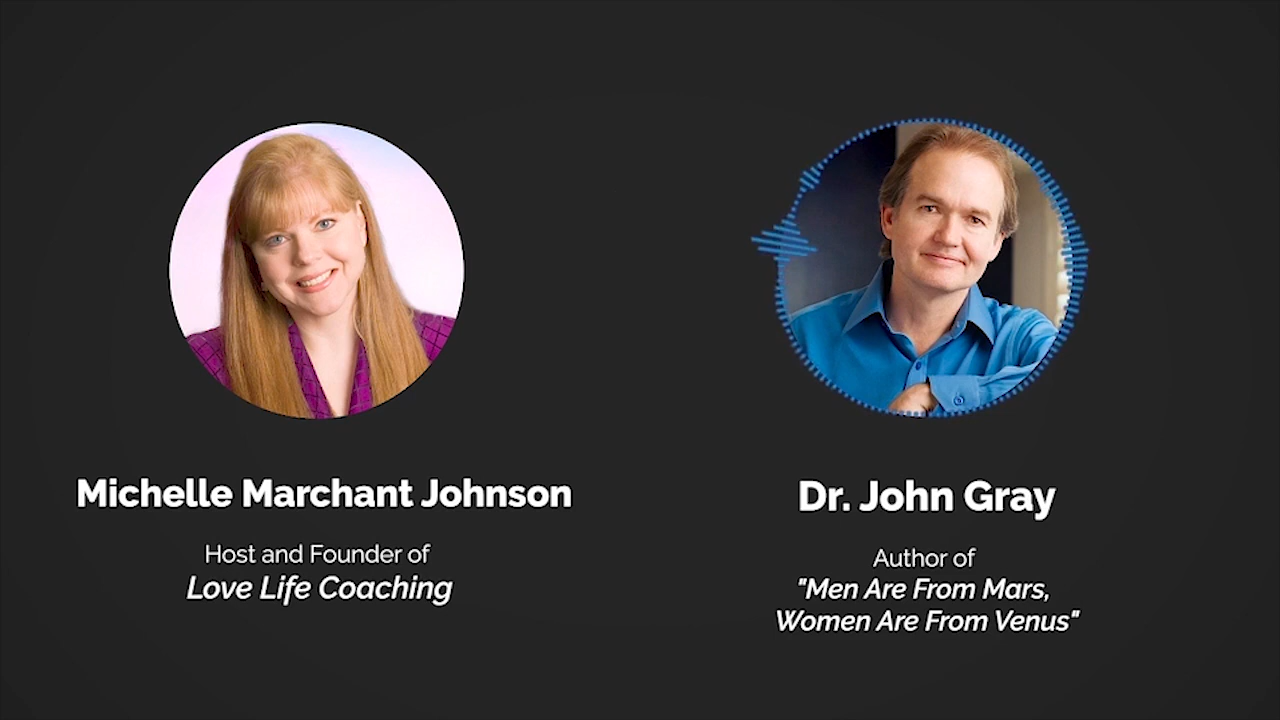 Michelle Marchant Johnson
Host and Founder of
Love Life Coaching
Dr. John Gray
Author of
"Men Are From Mars,
Women Are From Venus"